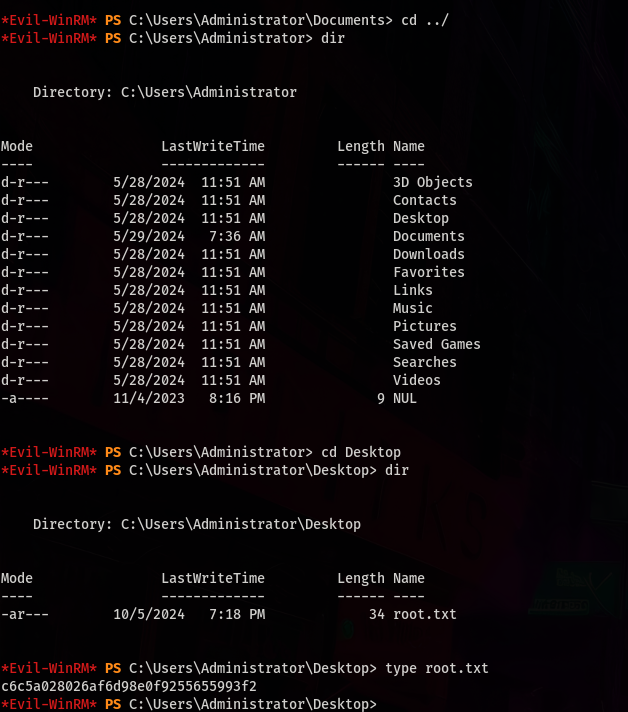 *Evil-WinRM* PS C:\Users\Administrator\Documents> cd ../
*Evil-WinRM* PS C:\Users\Administrator> dir
Directory: C:\Users\Administrator
Mode LastWriteTime Length Name
---- ------------- ------ ----
d-r--- 5/28/2024 11:51 AM 3D Objects
d-r--- 5/28/2024 11:51 AM Contacts
d-r--- 5/28/2024 11:51 AM Desktop
d-r--- 5/29/2024 7:36 AM Documents
d-r--- 5/28/2024 11:51 AM Downloads
d-r--- 5/28/2024 11:51 AM Favorites
d-r--- 5/28/2024 11:51 AM Links
d-r--- 5/28/2024 11:51 AM Music
d-r--- 5/28/2024 11:51 AM Pictures
d-r--- 5/28/2024 11:51 AM Saved Games
d-r--- 5/28/2024 11:51 AM Searches
d-r--- 5/28/2024 11:51 AM Videos
-a---- 11/4/2023 8:16 PM 9 NUL
*Evil-WinRM* PS C:\Users\Administrator> cd Desktop
*Evil-WinRM* PS C:\Users\Administrator\Desktop> dir
Directory: C:\Users\Administrator\Desktop
Mode LastWriteTime Length Name
---- ------------- ------ ----
-ar--- 10/5/2024 7:18 PM 34 root.txt
*Evil-WinRM* PS C:\Users\Administrator\Desktop> type root.txt
c6c5a028026af6d98e0f9255655993f2
*Evil-WinRM* PS C:\Users\Administrator\Desktop>